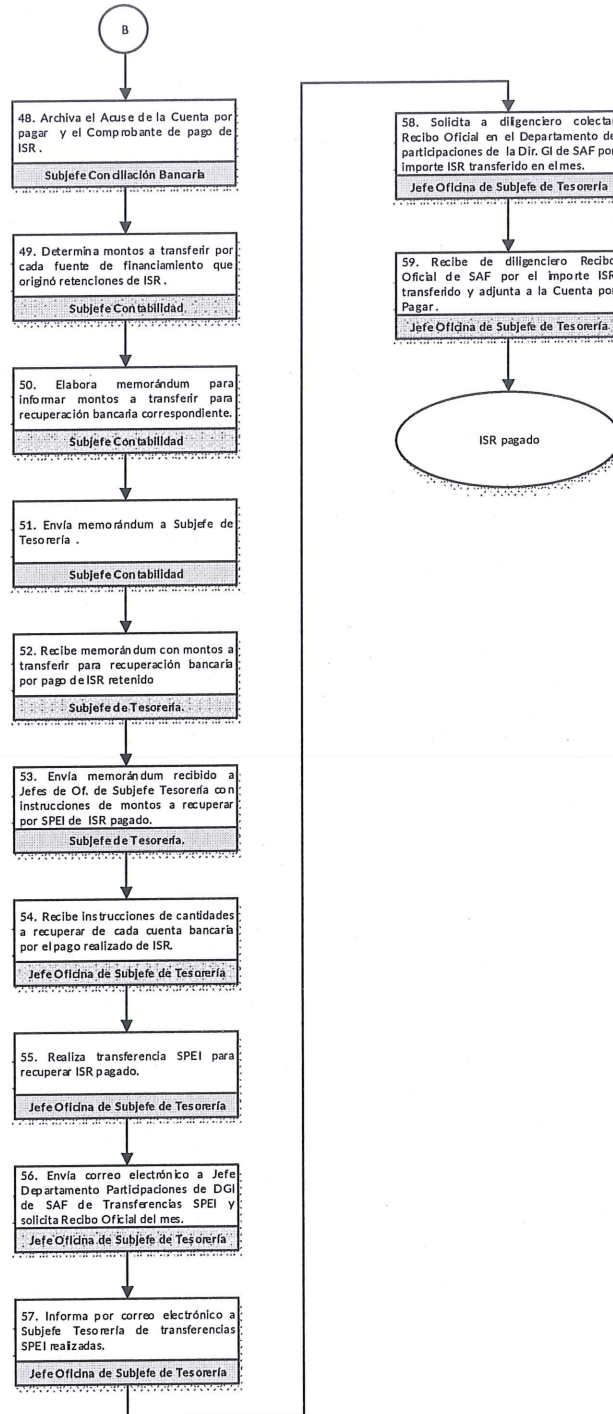 B
48. Archiva el Acuse de la Cuenta por
pagar y el Comprobante de pago de
ISR .
Subjefe Conciliación Bancaria
49. Determina montos a transferir por
cada fuente de financiamiento que
originó retenciones de ISR .
Subjefe Contabilidad
50. Elabora memorándum para
informar montos a transferir para
recuperación bancaria correspondiente.
Subjefe Contabilidad
51. Envía memorándum a Subjefe de
Tesorería .
Subjefe Contabilidad
52. Recibe memorándum con montos a
transferir para recuperación bancaria
por pago de ISR retenido
Subjefe de Tesorería.
53. Envía memorándum recibido a
Jefes de Of. de Subjefe Tesorería con
instrucciones de montos a recuperar
por SPEI de ISR pagado.
Subjefe de Tesorería.
54. Recibe instrucciones de cantidades
a recuperar de cada cuenta bancaria
por el pago realizado de ISR.
Jefe Oficina de Subjefe de Tesorería
55. Realiza transferencia SPEI para
recuperar ISR pagado.
Jefe Oficina de Subjefe de Tesorería
56. Envía correo electrónico a Jefe
Departamento Participaciones de DGI
de SAF de Transferencias SPEI y
solicita Recibo Oficial del mes.
Jefe Oficina de Subjefe de Tesorería
57. Informa por correo electrónico a
Subjefe Tesorería de transferencias
SPEI realizadas.
Jefe Oficina de Subjefe de Tesorería
58. Solicita a diligenciero colectar
Recibo Oficial en el Departamento de
participaciones de la Dir. GI de SAF por
importe ISR transferido en el mes.
Jefe Oficina de Subjefe de Tesorería
59. Recibe de diligenciero Recibo
Oficial de SAF por el importe ISR
transferido y adjunta a la Cuenta por
Pagar .
Jefe Oficina de Subjefe de Tesorería
ISR pagado